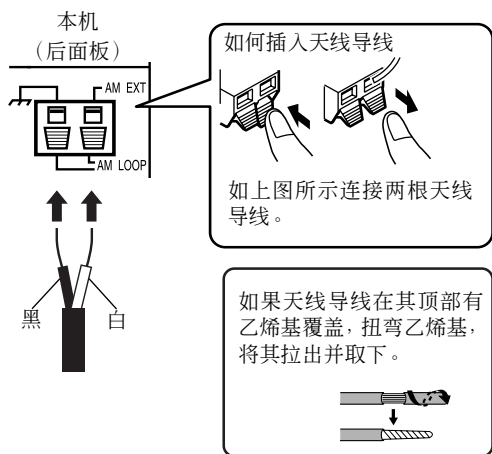 本机
（后面板）
AM EXT
AM LOOP
黑
白
如何插入天线导线
如上图所示连接两根天线
导线。
如果天线导线在其顶部有
乙烯基覆盖，扭弯乙烯基，
将其拉出并取下。